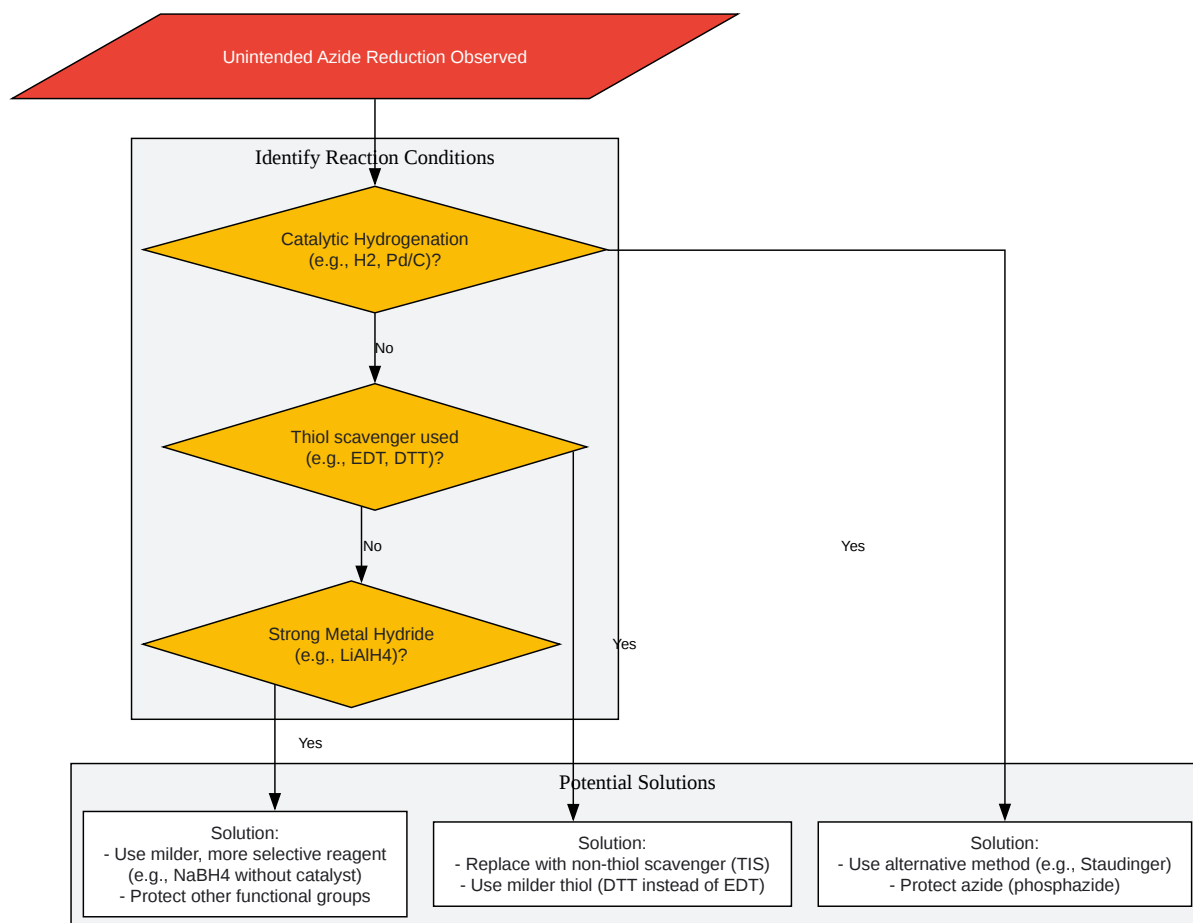 Unintended Azide Reduction Observed
Identify Reaction Conditions
Catalytic Hydrogenation
(e.g., H2, Pd/C)?
No
Thiol scavenger used
(e.g., EDT, DTT)?
No
Yes
Strong Metal Hydride
(e.g., LiAlH4)?
Yes
Yes
Potential Solutions
Solution:
- Use milder, more selective reagent
(e.g., NaBH4 without catalyst)
- Protect other functional groups
Solution:
- Replace with non-thiol scavenger (TIS)
- Use milder thiol (DTT instead of EDT)
Solution:
- Use alternative method (e.g., Staudinger)
- Protect azide (phosphazide)